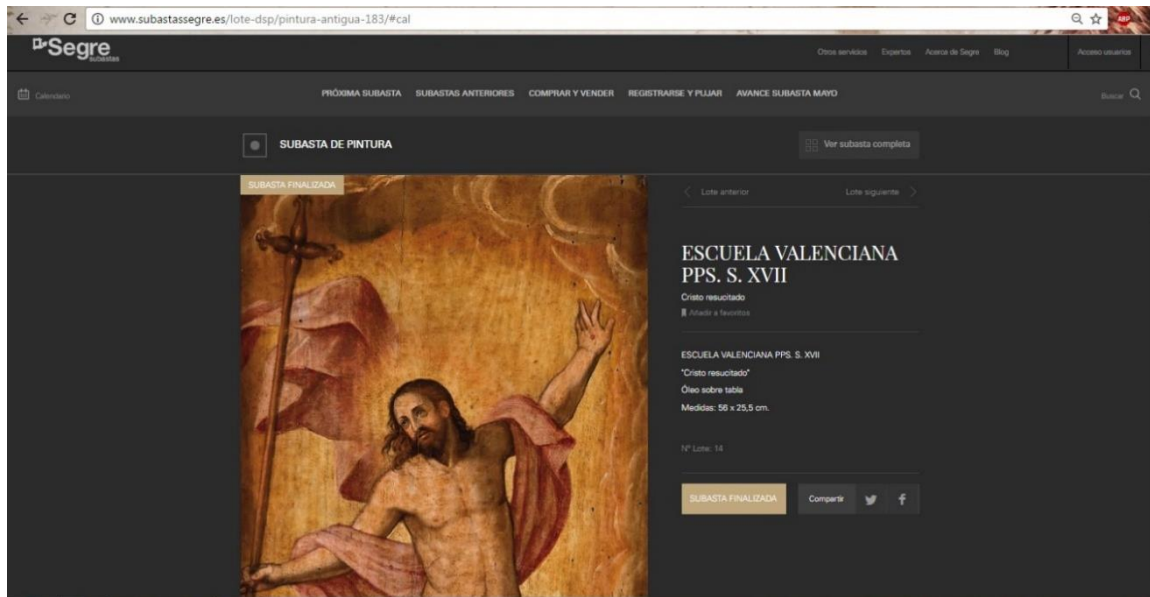 www.subastassegre.es/lote-dsp/pintura-antigua-183/#cal
ABP
Segre
subastas
Otros servicios Expertos Acerca de Segre Blog Acceso usuarios
Calendario
PRÓXIMA SUBASTA SUBASTAS ANTERIORES COMPRAR Y VENDER REGISTRARSE Y PUJAR AVANCE SUBASTA MAYO
Buscar
SUBASTA DE PINTURA
Ver subasta completa
SUBASTA FINALIZADA
Lote anterior Lote siguiente
ESCUELA VALENCIANA
PPS. S. XVII
Cristo resucitado
Añadir a favoritos
ESCUELA VALENCIANA PPS. S. XVII
"Cristo resucitado"
Óleo sobre tabla
Medidas: 56 x 25,5 cm.
Nº Lote: 14
SUBASTA FINALIZADA Compartir